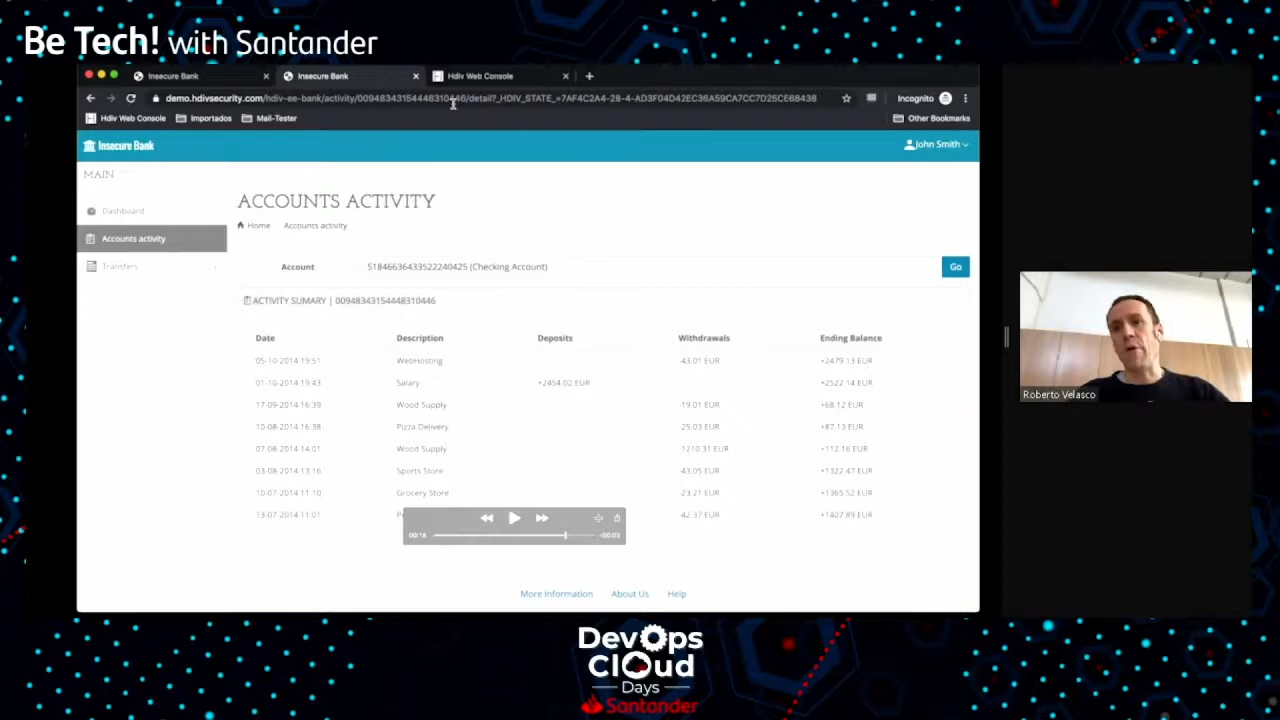 Be Tech! with Santander
Insecure Bank
Insecure Bank
Hdiv Web Console
demo.hdivsecurity.com/hdiv-ee-bank/activity/00948343154448310446/detail?_HDIV_STATE_=7AF4C2A4-28-4-AD3F04D42EC36A59CA7CC7D25CE68438
Incognito
Hdiv Web Console
Importados
Mail-Tester
Other Bookmarks
Insecure Bank
John Smith
MAIN
Dashboard
Accounts activity
Transfers
ACCOUNTS ACTIVITY
Home Accounts activity
Account 51846636433522240425 (Checking Account) Go
ACTIVITY SUMARY | 00948343154448310446
Date Description Deposits Withdrawals Ending Balance
05-10-2014 19:51 WebHosting -43.01 EUR +2479.13 EUR
01-10-2014 19:43 Salary +2454.02 EUR +2522.14 EUR
17-09-2014 16:39 Wood Supply -19.01 EUR +68.12 EUR
10-08-2014 16:38 Pizza Delivery -25.03 EUR +87.13 EUR
07-08-2014 14:01 Wood Supply -1210.31 EUR +112.16 EUR
03-08-2014 13:16 Sports Store -43.05 EUR +1322.47 EUR
10-07-2014 11:10 Grocery Store -23.21 EUR +1365.52 EUR
13-07-2014 11:01 -42.37 EUR +1407.89 EUR
00:18 -00:03
More Information About Us Help
Roberto Velasco
DevOps
Cloud
Days
Santander